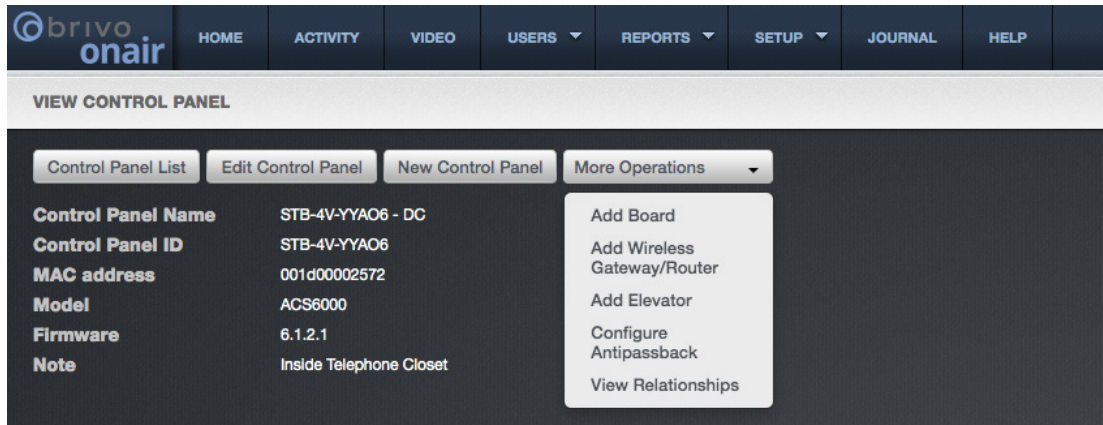 brivo
onair
HOME ACTIVITY VIDEO USERS REPORTS SETUP JOURNAL HELP
VIEW CONTROL PANEL
Control Panel List Edit Control Panel New Control Panel More Operations
Control Panel Name STB-4V-YYAO6 - DC
Control Panel ID STB-4V-YYAO6
MAC address 001d00002572
Model ACS6000
Firmware 6.1.2.1
Note Inside Telephone Closet
Add Board
Add Wireless
Gateway/Router
Add Elevator
Configure
Antipassback
View Relationships